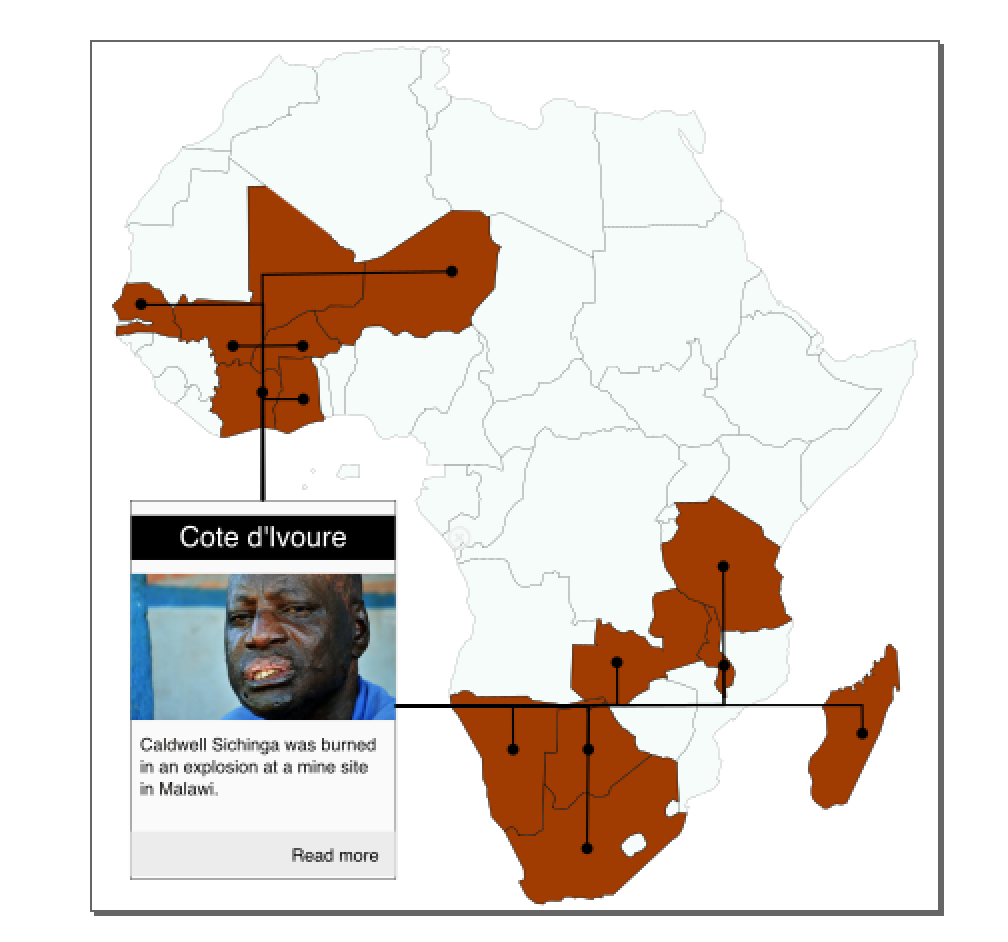 Cote d'Ivoure
Caldwell Sichinga was burned
in an explosion at a mine site
in Malawi.
Read more